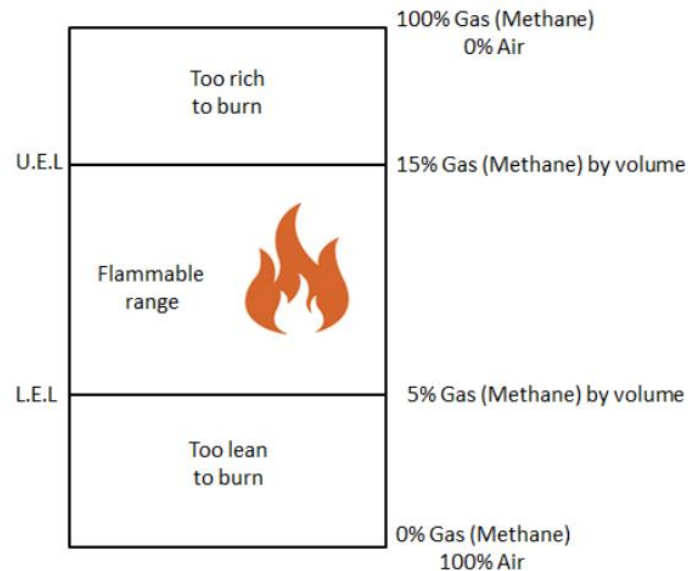 100% Gas (Methane)
0% Air
Too rich
to burn
U.E.L
15% Gas (Methane) by volume
Flammable
range
L.E.L
5% Gas (Methane) by volume
Too lean
to burn
0% Gas (Methane)
100% Air